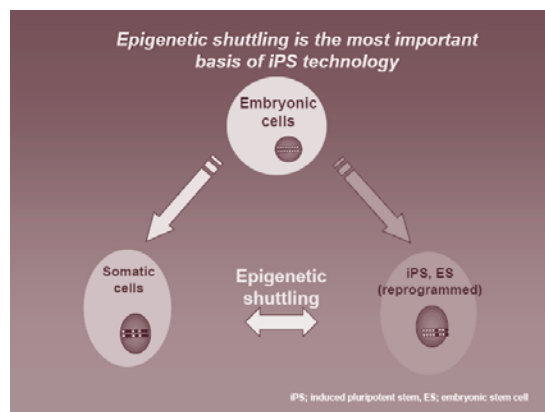 Epigenetic shuttling is the most important
basis of iPS technology
Embryonic
cells
Somatic
cells
Epigenetic
shuttling
iPS, ES
(reprogrammed)
iPS; induced pluripotent stem, ES; embryonic stem cell